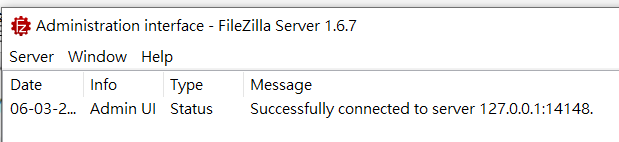 Administration interface - FileZilla Server 1.6.7
Server Window Help
Date Info Type Message
06-03-2... Admin UI Status Successfully connected to server 127.0.0.1:14148.